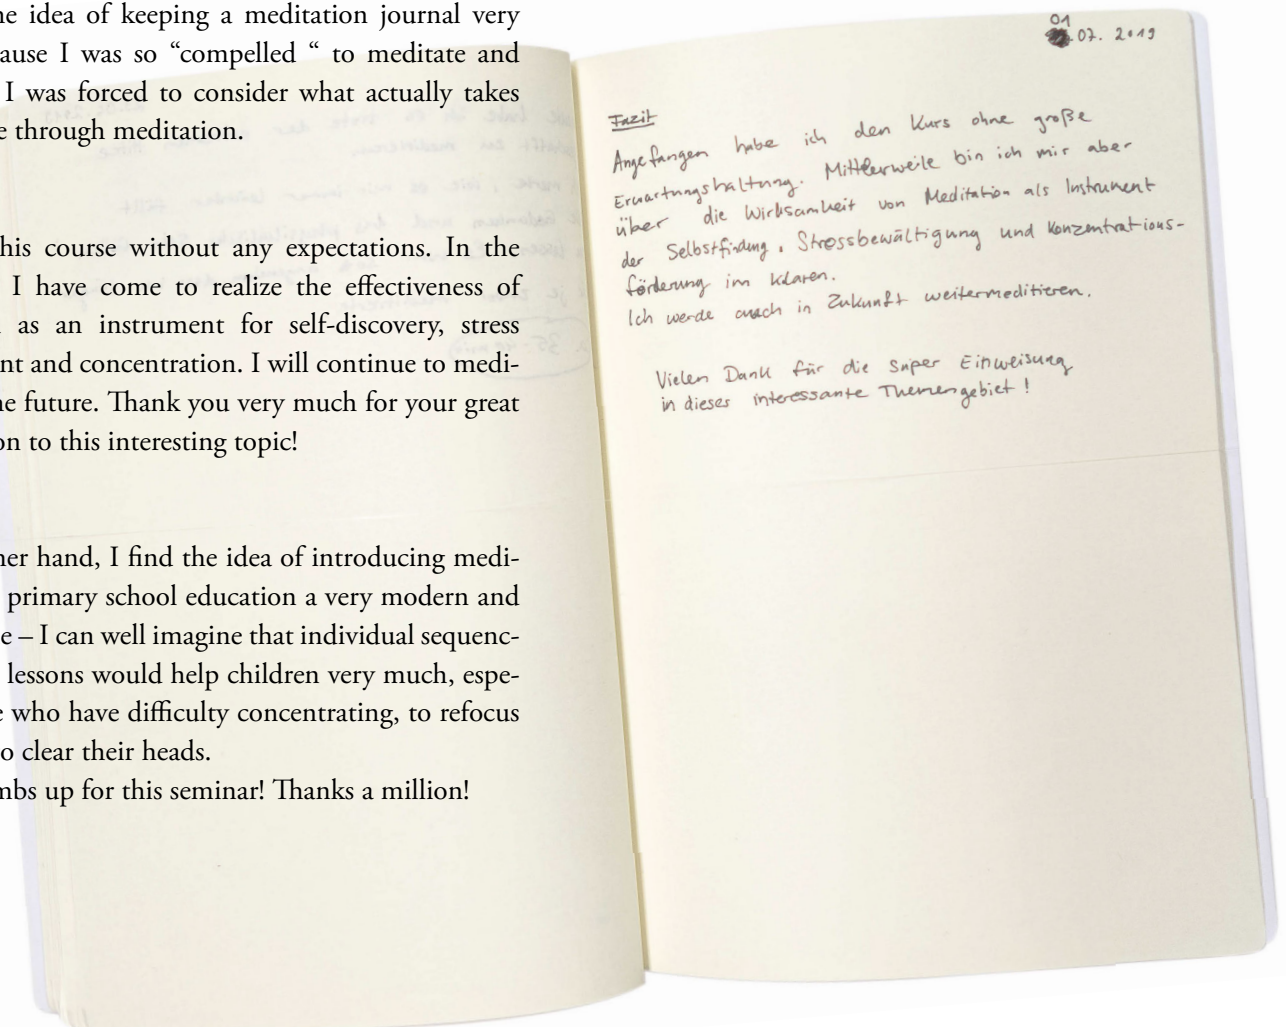 ne idea of keeping a meditation journal very
ause I was so “compelled “ to meditate and
I was forced to consider what actually takes
e through meditation.
his course without any expectations. In the
I have come to realize the effectiveness of
as an instrument for self-discovery, stress
nt and concentration. I will continue to medi-
ne future. Thank you very much for your great
on to this interesting topic!
ner hand, I find the idea of introducing medi-
primary school education a very modern and
e – I can well imagine that individual sequenc-
lessons would help children very much, espe-
e who have difficulty concentrating, to refocus
o clear their heads.
mbs up for this seminar! Thanks a million!
01
.07. 2019
Fazit
Angefangen habe ich den Kurs ohne große
Erwartungshaltung. Mittlerweile bin ich mir aber
über die Wirksamkeit von Meditation als Instrument
der Selbstfindung, Stressbewältigung und Konzentrations-
förderung im Klaren.
Ich werde auch in Zukunft weitermeditieren.
Vielen Dank für die super Einweisung
in dieses interessante Themengebiet!